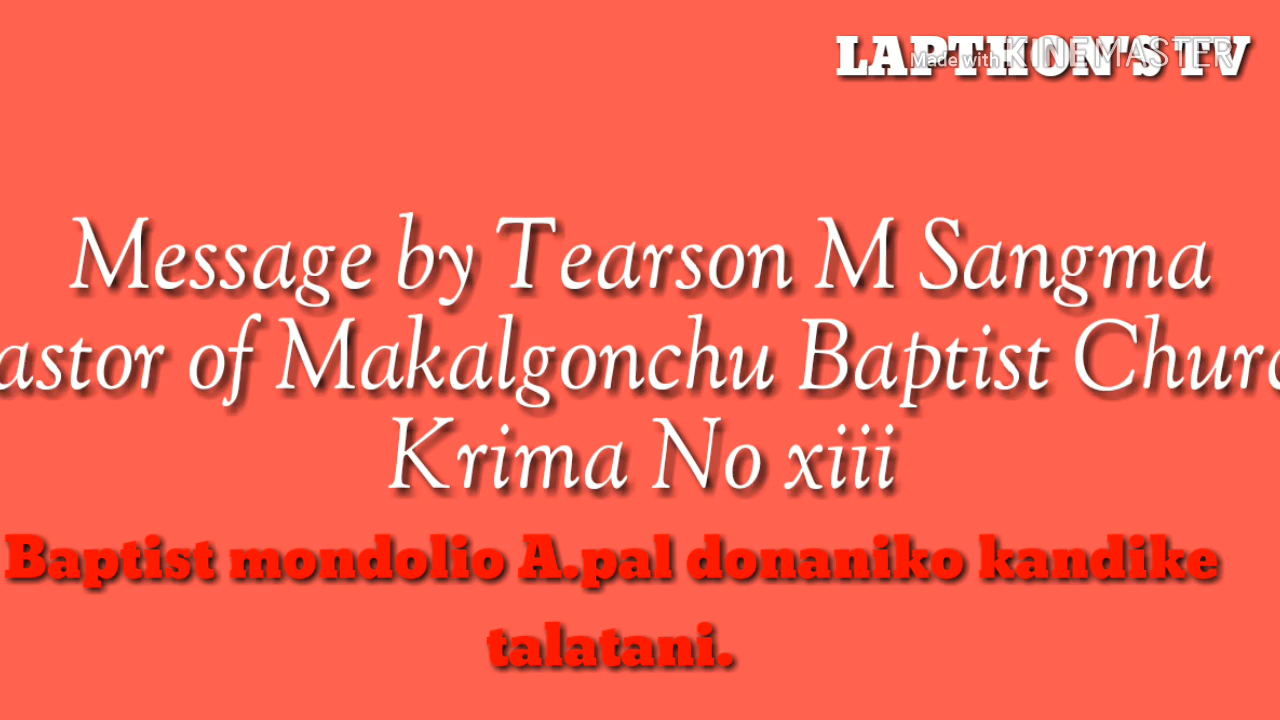 LAPTKON'S TV
Made with KINEMASTER
Message by Tearson M Sangma
astor of Makalgonchu Baptist Churc
Krima No xiii
Baptist mondolio A.pal donaniko kandike
talatani.